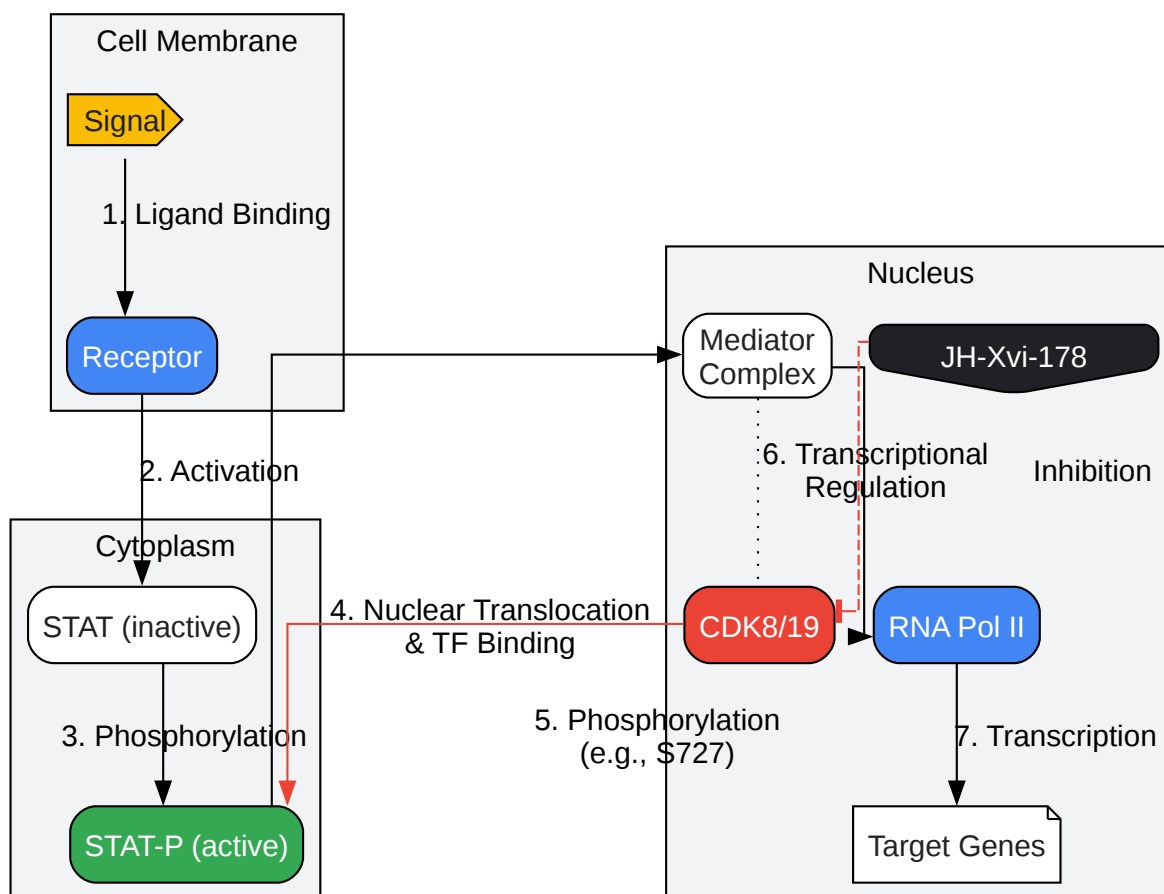 Cell Membrane
Signal
1. Ligand Binding
Receptor
2. Activation
Cytoplasm
STAT (inactive)
3. Phosphorylation
STAT-P (active)
4. Nuclear Translocation
& TF Binding
5. Phosphorylation
(e.g., S727)
Nucleus
Mediator
Complex
JH-Xvi-178
6. Transcriptional
Regulation
Inhibition
CDK8/19
RNA Pol II
7. Transcription
Target Genes